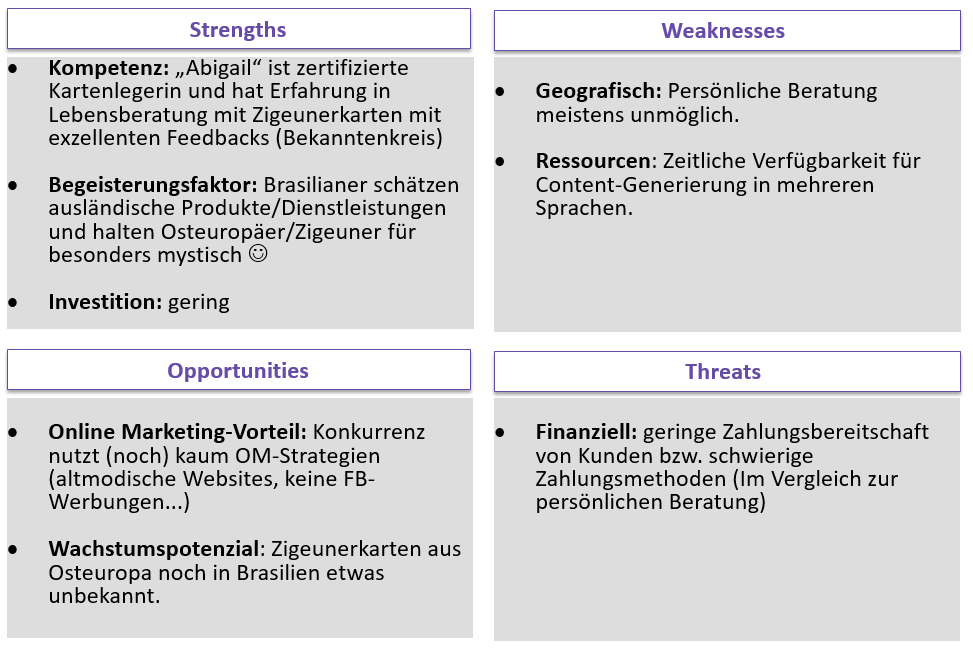 Strengths
• Kompetenz: „Abigail“ ist zertifizierte
Kartenlegerin und hat Erfahrung in
Lebensberatung mit Zigeunerkarten mit
exzellenten Feedbacks (Bekanntenkreis)
• Begeisterungsfaktor: Brasilianer schätzen
ausländische Produkte/Dienstleistungen
und halten Osteuropäer/Zigeuner für
besonders mystisch ☺
• Investition: gering
Weaknesses
• Geografisch: Persönliche Beratung
meistens unmöglich.
• Ressourcen: Zeitliche Verfügbarkeit für
Content-Generierung in mehreren
Sprachen.
Opportunities
• Online Marketing-Vorteil: Konkurrenz
nutzt (noch) kaum OM-Strategien
(altmodische Websites, keine FB-
Werbungen...)
• Wachstumspotenzial: Zigeunerkarten aus
Osteuropa noch in Brasilien etwas
unbekannt.
Threats
• Finanziell: geringe Zahlungsbereitschaft
von Kunden bzw. schwierige
Zahlungsmethoden (Im Vergleich zur
persönlichen Beratung)